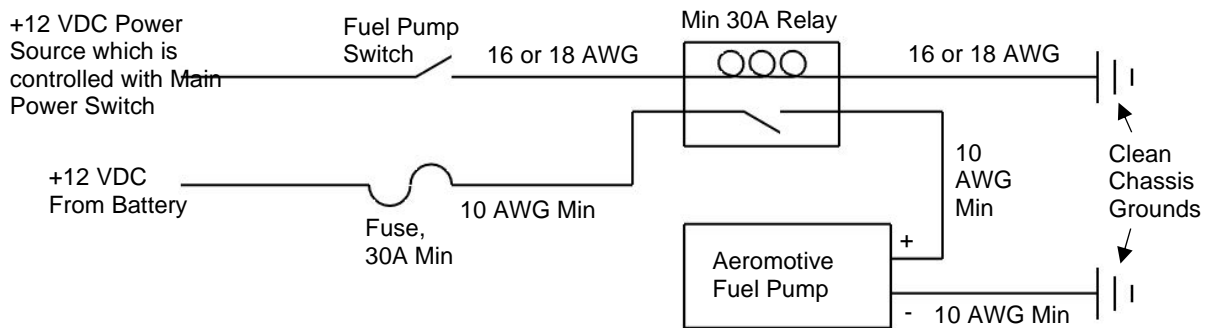 +12 VDC Power
Source which is
controlled with Main
Power Switch
Fuel Pump
Switch
16 or 18 AWG
Min 30A Relay
16 or 18 AWG
+12 VDC
From Battery
Fuse,
30A Min
10 AWG Min
10
AWG
Min
Clean
Chassis
Grounds
Aeromotive
Fuel Pump
+
-
10 AWG Min